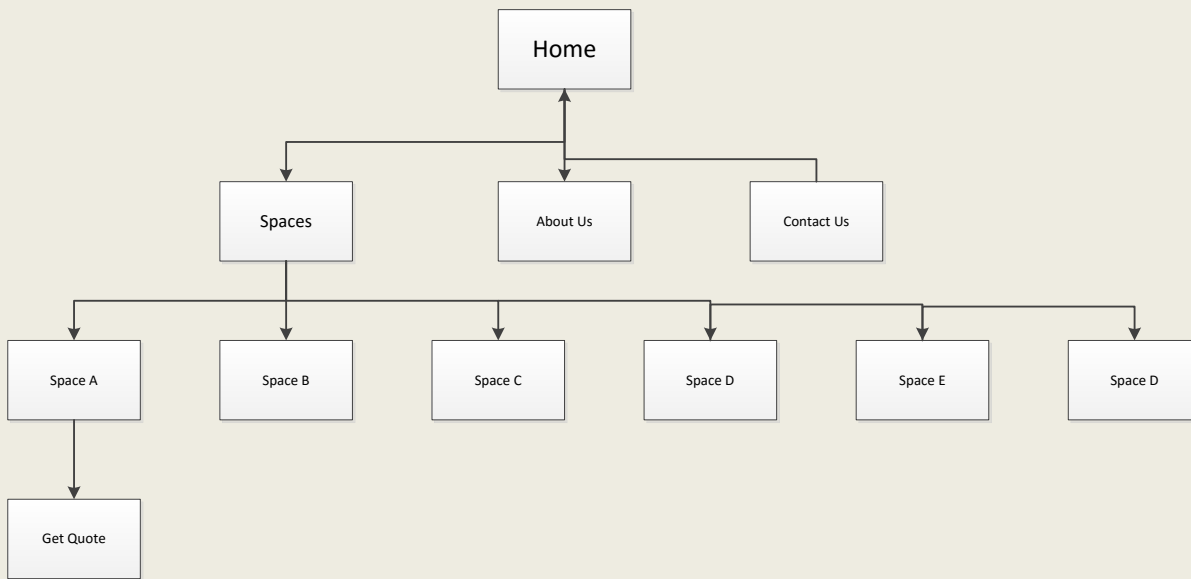 Home
Spaces
About Us
Contact Us
Space A
Space B
Space C
Space D
Space E
Space D
Get Quote